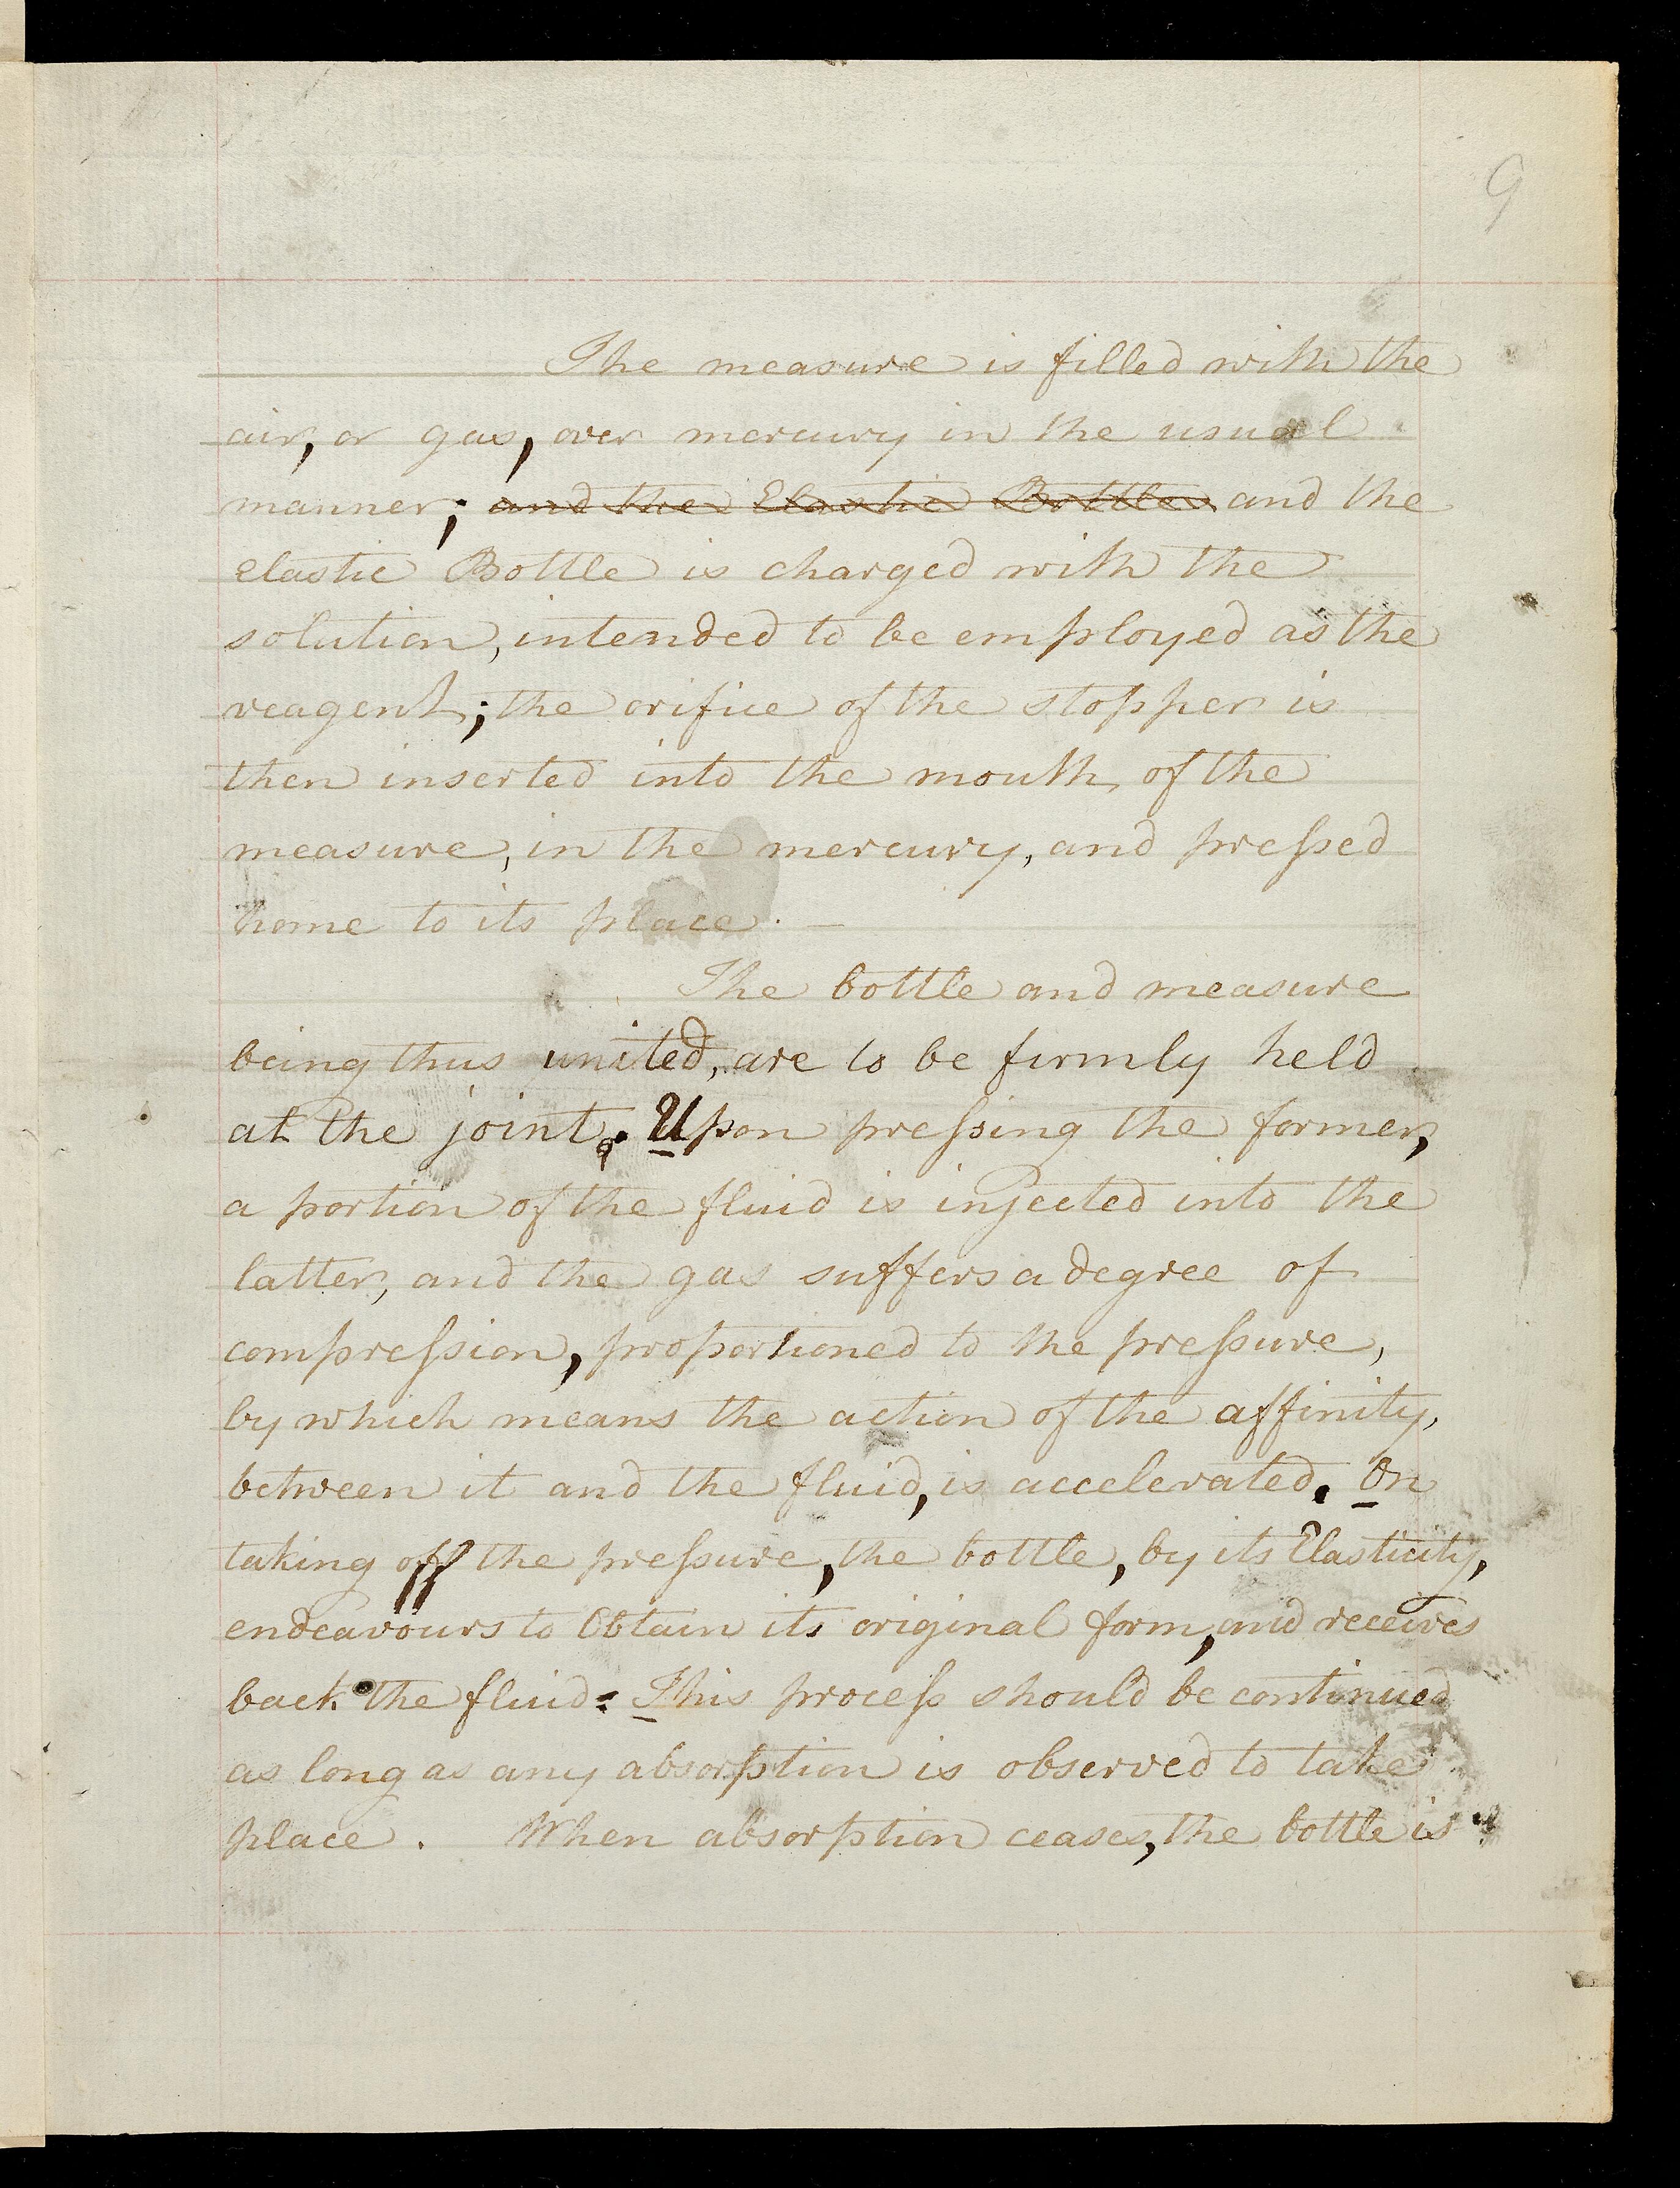 9
The measure is filled with the
air, or gas, over mercury in the usual
manner; and the Elastic Bottles and the
elastic Bottle is charged with the
solution, intended to be employed as the
reagent; the orifice of the stopper is
then inserted into the mouth of the
measure, in the mercury, and preſsed
home to its place. —
The bottle and measure
being thus united, are to be firmly held
at the joint. Upon preſsing the former,
a portion of the fluid is injected into the
latter, and the gas suffers a degree of
compreſsion, proportioned to the preſsure,
by which means the action of the affinity,
between it and the fluid, is accelerated. On
taking off the preſsure, the bottle, by its Elasticity,
endeavours to Obtain its original form, and receives
back the fluid. This proceſs should be continued
as long as any absorption is observed to take
place. When absorption ceases, the bottle is